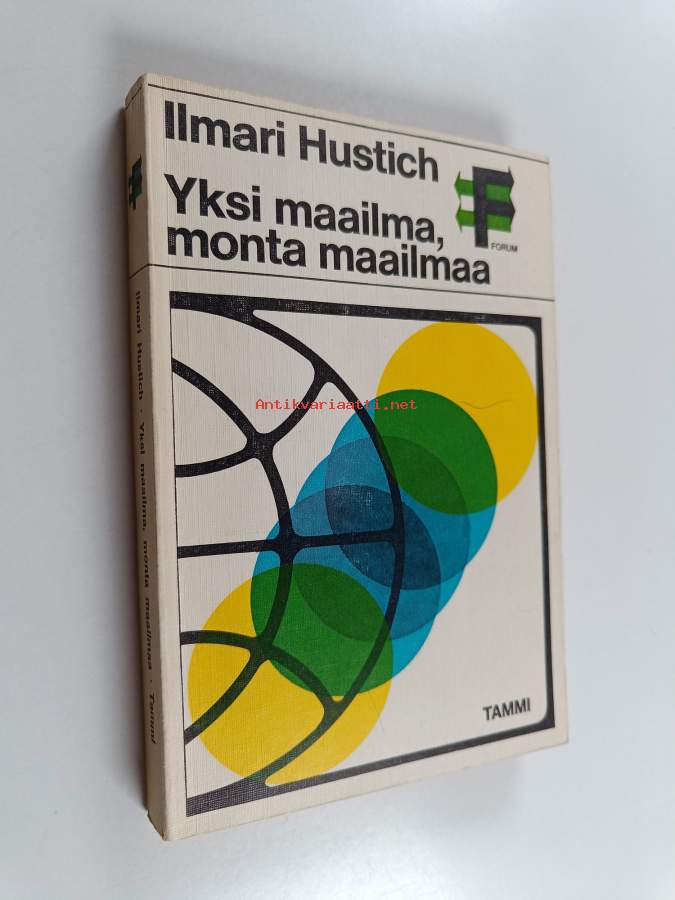 Ilmari Hustich
Yksi maailma,
monta maailmaa
F
FORUM
Antikvariaatti.net
TAMMI
Ilmari Hustich · Yksi maailma, monta maailmaa · Tammi